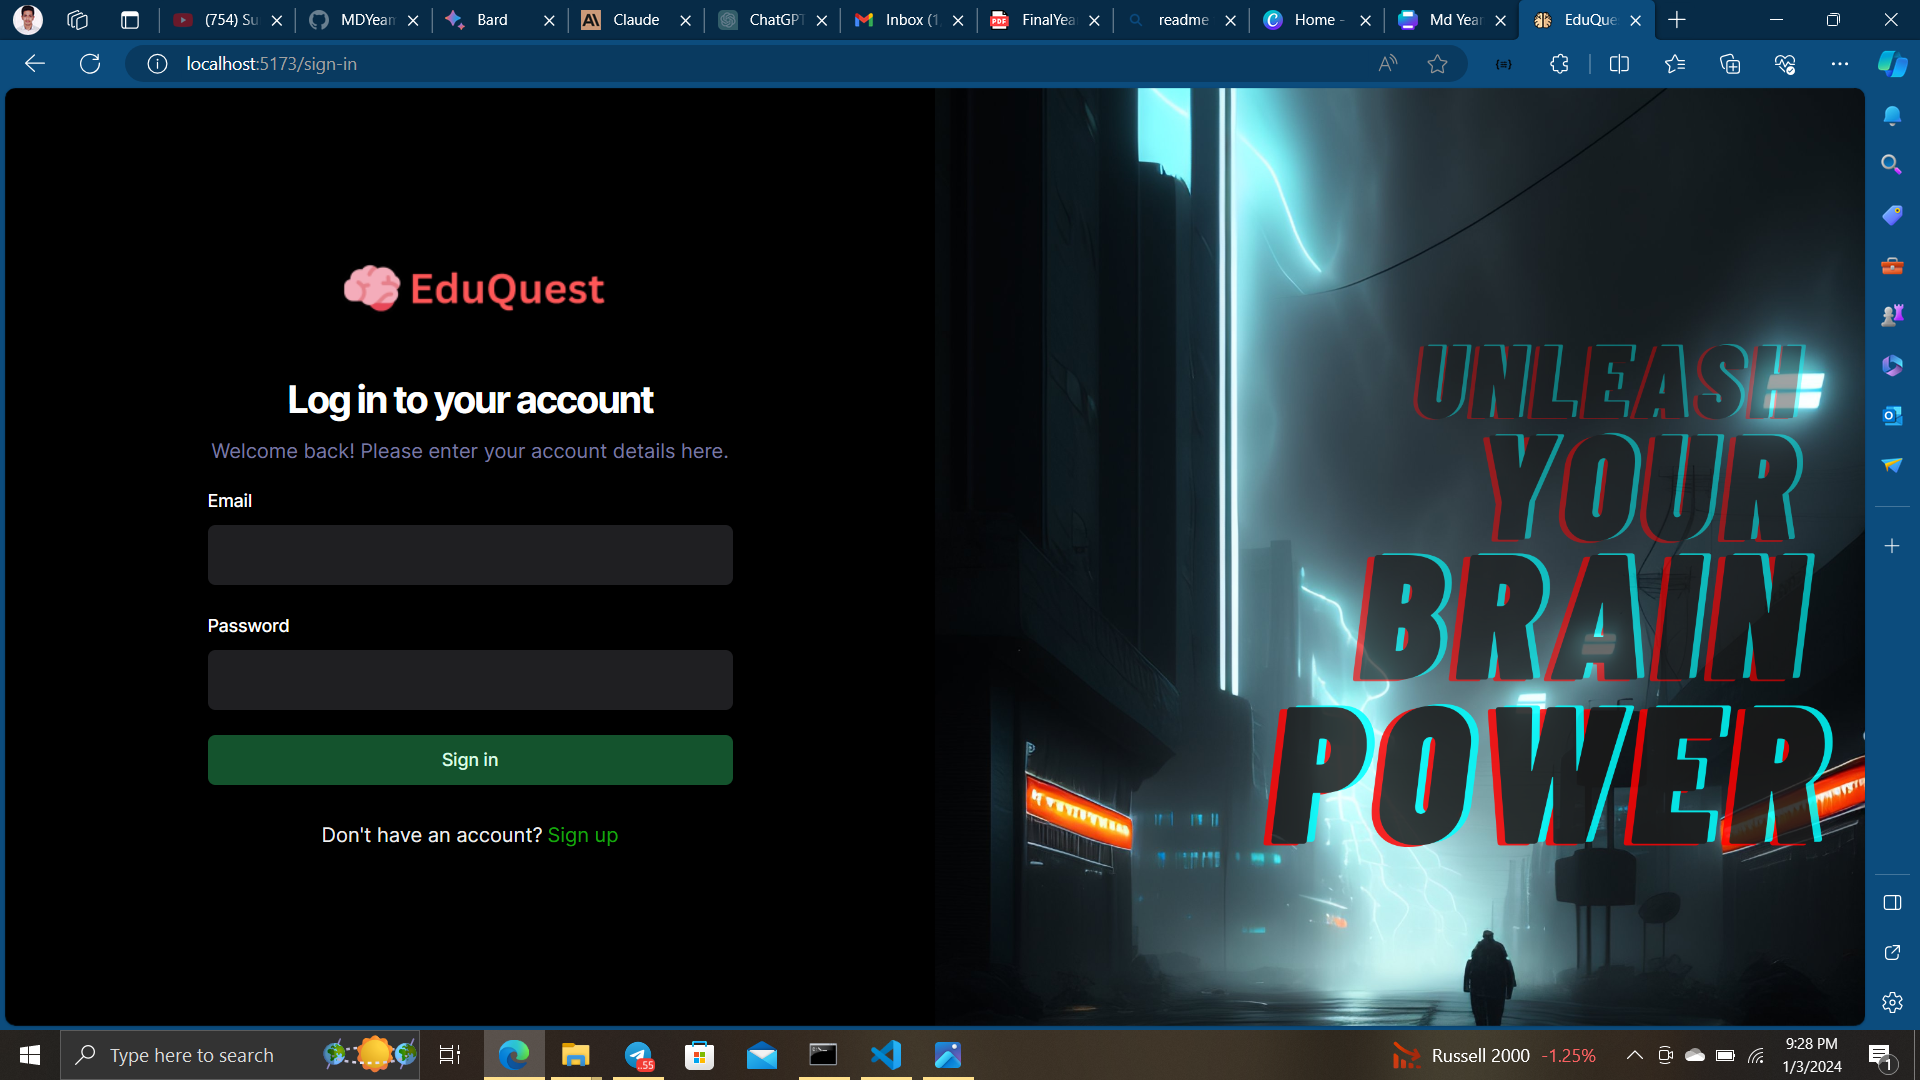 (754) Su
MDYeam
Bard
Claude
ChatGPT
Inbox (1,
FinalYea
readme
Home -
Md Year
EduQue
localhost:5173/sign-in
EduQuest
Log in to your account
Welcome back! Please enter your account details here.
Email
Password
Sign in
Don't have an account? Sign up
UNLEASH
YOUR
BRAIN
POWER
Type here to search
..55
Russell 2000 -1.25%
9:28 PM
1/3/2024
1